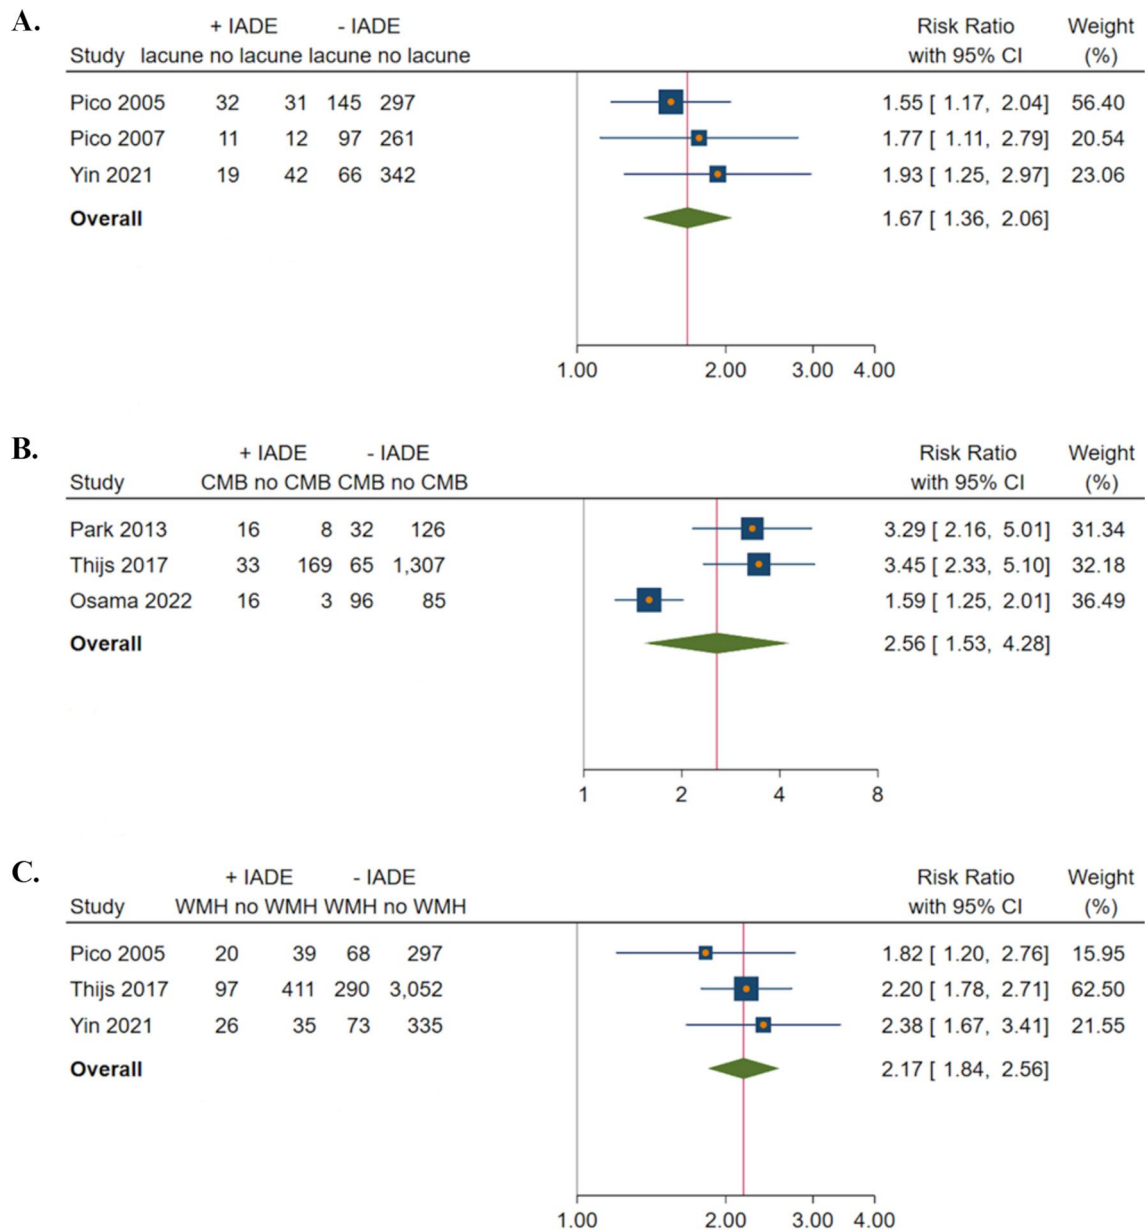 A.
+ IADE - IADE Risk Ratio Weight
Study lacune no lacune lacune no lacune with 95% CI (%)
Pico 2005 32 31 145 297 1.55 [ 1.17, 2.04] 56.40
Pico 2007 11 12 97 261 1.77 [ 1.11, 2.79] 20.54
Yin 2021 19 42 66 342 1.93 [ 1.25, 2.97] 23.06
Overall 1.67 [ 1.36, 2.06]
1.00 2.00 3.00 4.00
B.
+ IADE - IADE Risk Ratio Weight
Study CMB no CMB CMB no CMB with 95% CI (%)
Park 2013 16 8 32 126 3.29 [ 2.16, 5.01] 31.34
Thijs 2017 33 169 65 1,307 3.45 [ 2.33, 5.10] 32.18
Osama 2022 16 3 96 85 1.59 [ 1.25, 2.01] 36.49
Overall 2.56 [ 1.53, 4.28]
1 2 4 8
C.
+ IADE - IADE Risk Ratio Weight
Study WMH no WMH WMH no WMH with 95% CI (%)
Pico 2005 20 39 68 297 1.82 [ 1.20, 2.76] 15.95
Thijs 2017 97 411 290 3,052 2.20 [ 1.78, 2.71] 62.50
Yin 2021 26 35 73 335 2.38 [ 1.67, 3.41] 21.55
Overall 2.17 [ 1.84, 2.56]
1.00 2.00 3.00 4.00